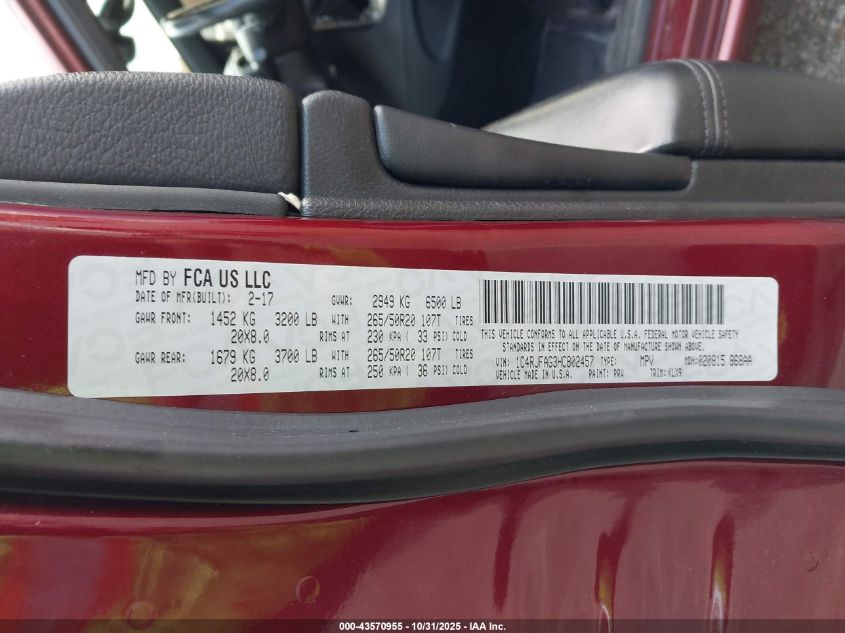 MFD BY FCA US LLC
DATE OF MFR(BUILT): 2-17 GVWR: 2949 KG 6500 LB
GAWR FRONT: 1452 KG 3200 LB WITH 265/50R20 107T TIRES
20X8.0 RIMS AT 230 KPA ( 33 PSI) COLD
GAWR REAR: 1679 KG 3700 LB WITH 265/50R20 107T TIRES
20X8.0 RIMS AT 250 KPA ( 36 PSI) COLD
THIS VEHICLE CONFORMS TO ALL APPLICABLE U.S.A. FEDERAL MOTOR VEHICLE SAFETY
STANDARDS IN EFFECT ON THE DATE OF MANUFACTURE SHOWN ABOVE.
VIN: 1C4RJFAG3HC802457 TYPE: MPV MDH: 020815 868AA
VEHICLE MADE IN U.S.A. PAINT: PRV TRIM: KLX9
000-43570955 - 10/31/2025 - IAA Inc.